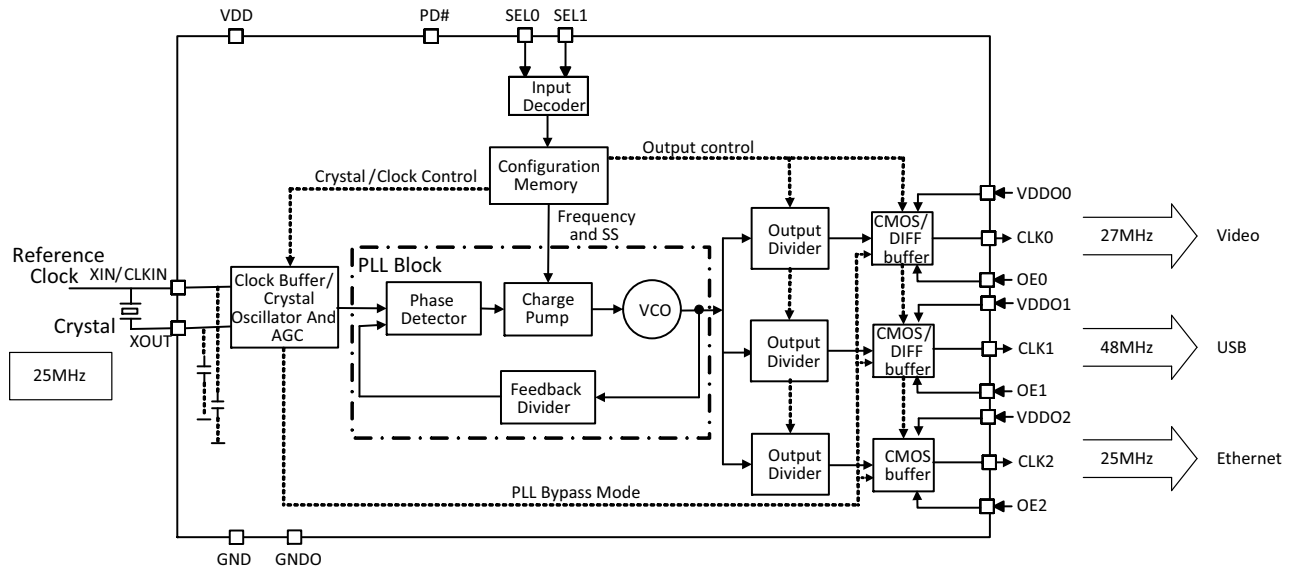 VDD
PD#
SEL0
SEL1
Input
Decoder
Output control
Configuration
Memory
Crystal /Clock Control
Frequency
and SS
VDDO0
Output
Divider
CMOS/
DIFF
buffer
CLK0
27MHz
Video
OE0
Reference
Clock
XIN/CLKIN
Crystal
XOUT
25MHz
Clock Buffer/
Crystal
Oscillator And
AGC
PLL Block
Phase
Detector
Charge
Pump
VCO
Feedback
Divider
VDDO1
Output
Divider
CMOS/
DIFF
buffer
CLK1
48MHz
USB
OE1
VDDO2
Output
Divider
CMOS
buffer
CLK2
25MHz
Ethernet
OE2
PLL Bypass Mode
GND
GNDO